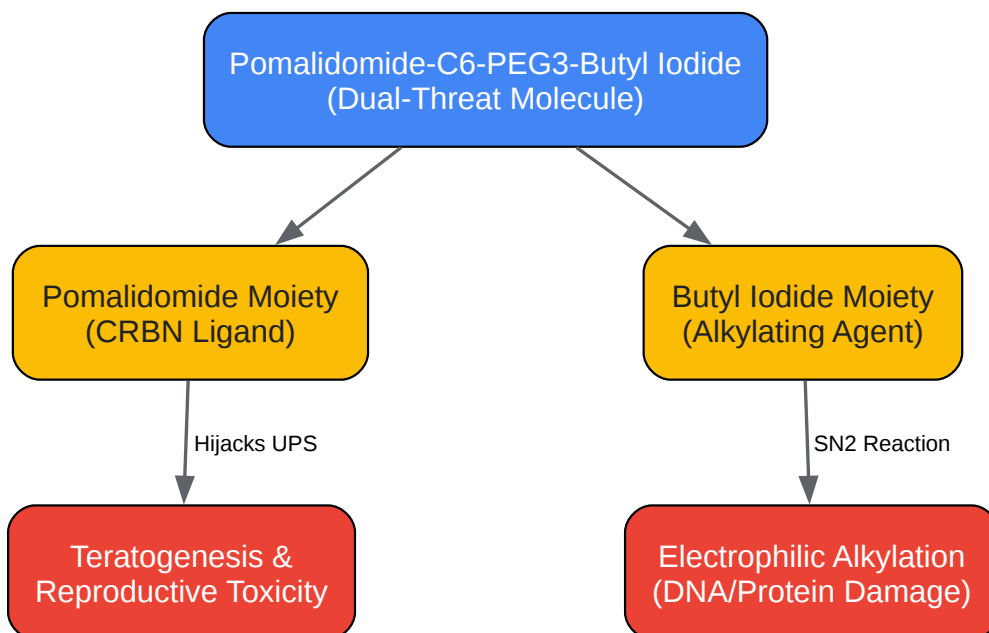 Pomalidomide-C6-PEG3-Butyl Iodide
(Dual-Threat Molecule)
Pomalidomide Moiety
(CRBN Ligand)
Butyl Iodide Moiety
(Alkylating Agent)
Hijacks UPS
SN2 Reaction
Teratogenesis &
Reproductive Toxicity
Electrophilic Alkylation
(DNA/Protein Damage)